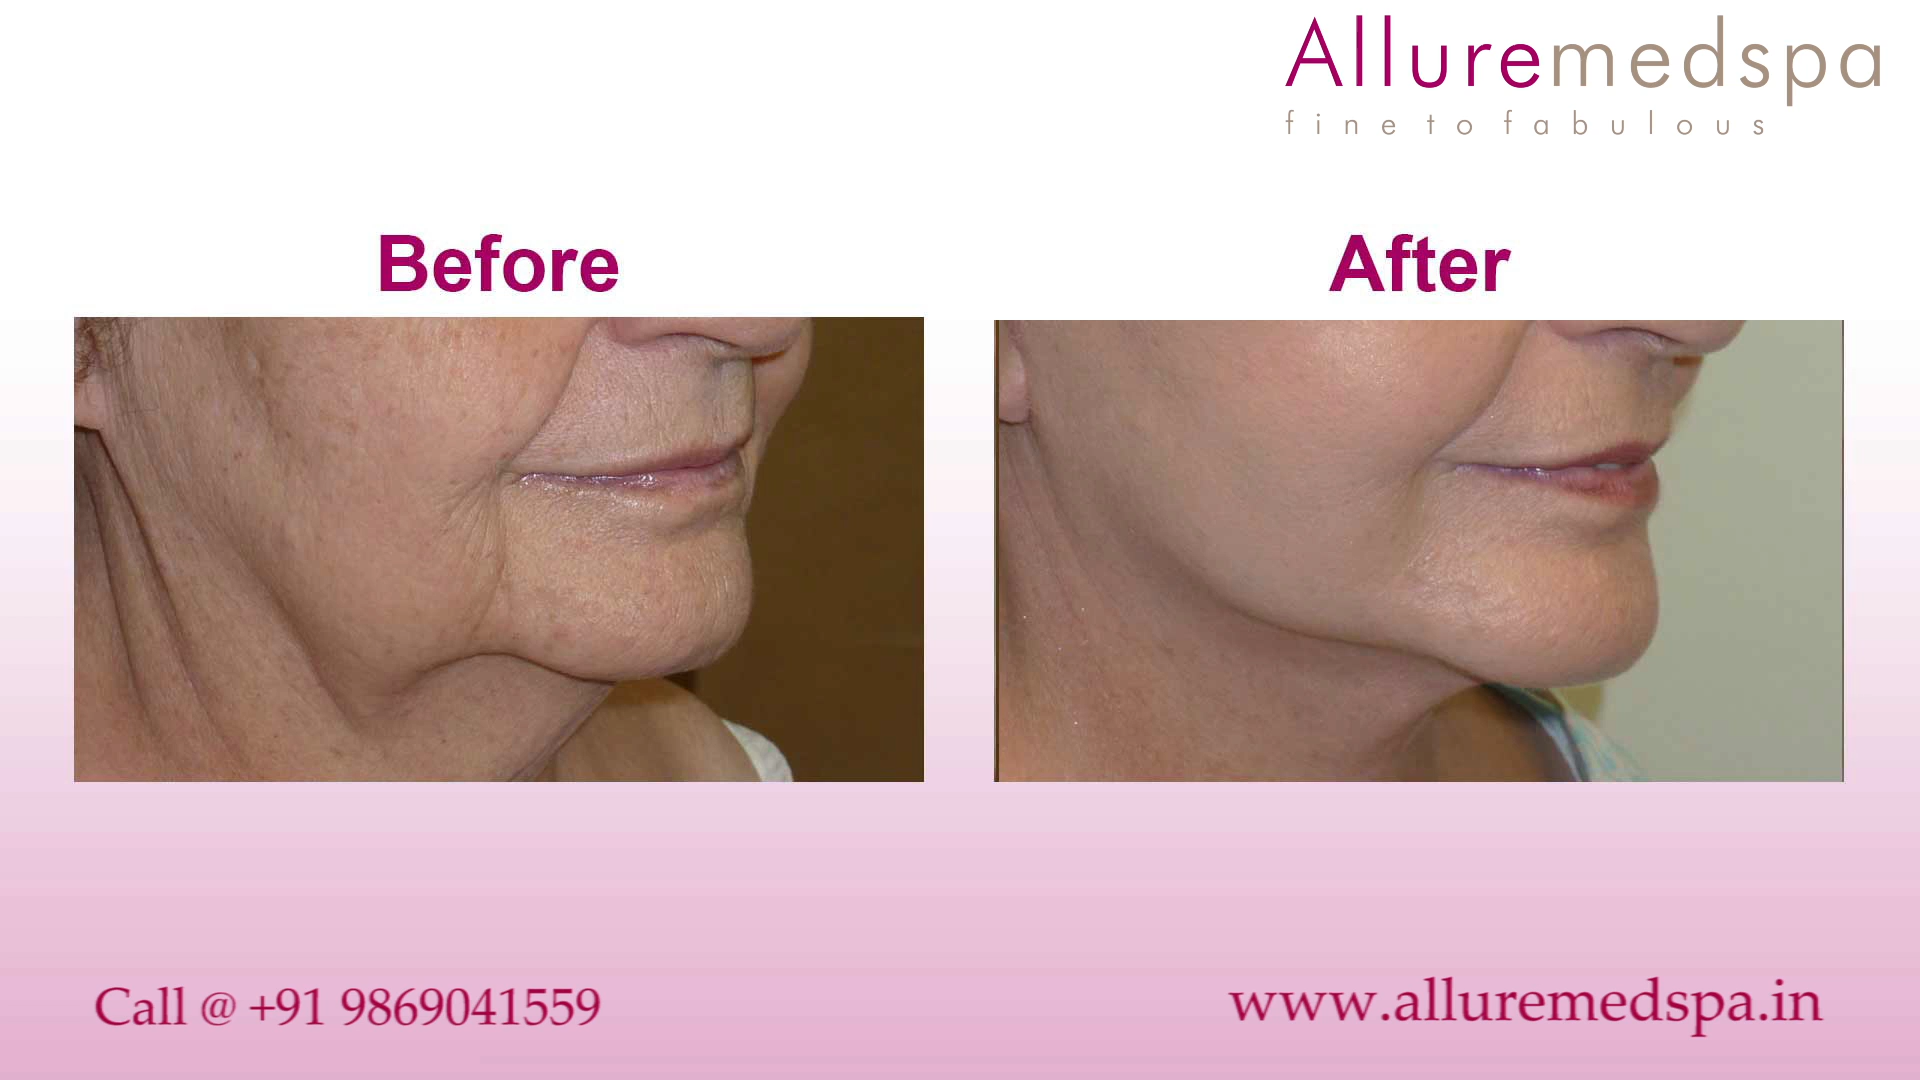 Alluremedspa
fine to fabulous
Before
After
Call @ +91 9869041559
www.alluremedspa.in